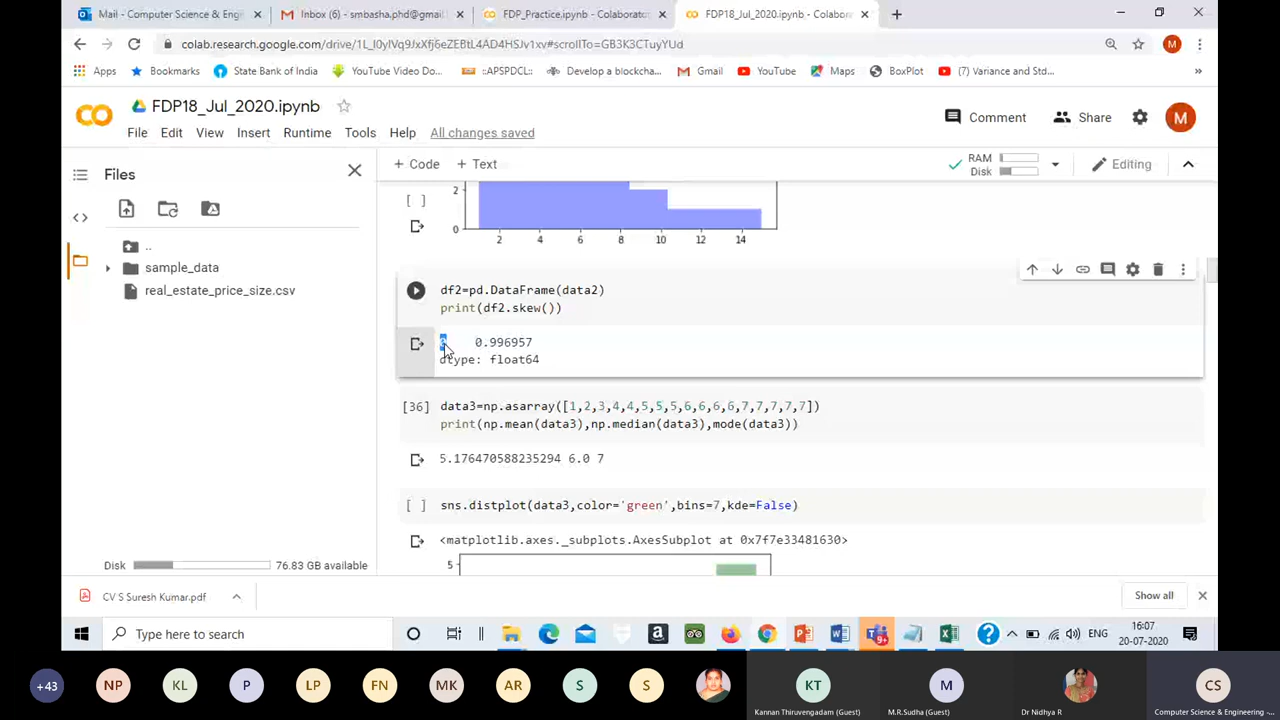 Mail - Computer Science & Engi
Inbox (6) - smbasha.phd@gmail
FDP_Practice.ipynb - Colaborato
FDP18_Jul_2020.ipynb - Colabora
colab.research.google.com/drive/1L_I0yIVq9JxXfj6eZEBtL4AD4HSJv1xv#scrollTo=GB3K3CTuyYUd
M
Apps
Bookmarks
State Bank of India
YouTube Video Do...
::APSPDCL::
Develop a blockcha...
Gmail
YouTube
Maps
BoxPlot
(7) Variance and Std...
»
FDP18_Jul_2020.ipynb
Comment
Share
M
File Edit View Insert Runtime Tools Help All changes saved
Files
+ Code + Text
RAM
Disk
Editing
..
sample_data
real_estate_price_size.csv
[ ]
2
0
2 4 6 8 10 12 14
df2=pd.DataFrame(data2)
print(df2.skew())
0 0.996957
dtype: float64
[36] data3=np.asarray([1,2,3,4,4,5,5,5,6,6,6,6,7,7,7,7,7])
print(np.mean(data3),np.median(data3),mode(data3))
5.176470588235294 6.0 7
[ ] sns.distplot(data3,color='green',bins=7,kde=False)
<matplotlib.axes._subplots.AxesSubplot at 0x7f7e33481630>
5
Disk 76.83 GB available
CV S Suresh Kumar.pdf
Show all
Type here to search
9+
ENG
16:07
20-07-2020
+43
NP
KL
P
LP
FN
MK
AR
S
S
KT
M
CS
Kannan Thiruvengadam (Guest)
M.R.Sudha (Guest)
Dr Nidhya R
Computer Science & Engineering -...